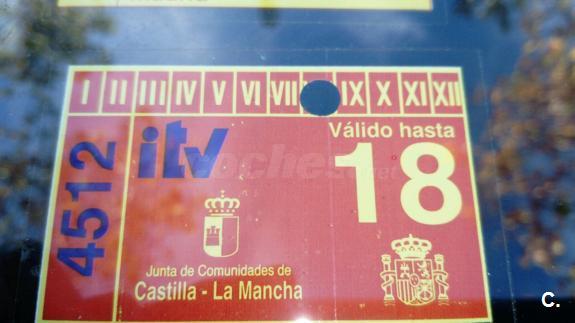 I II III IV V VI VII IX X XI XII
4512
itv
Válido hasta
18
Junta de Comunidades de
Castilla - La Mancha
C.